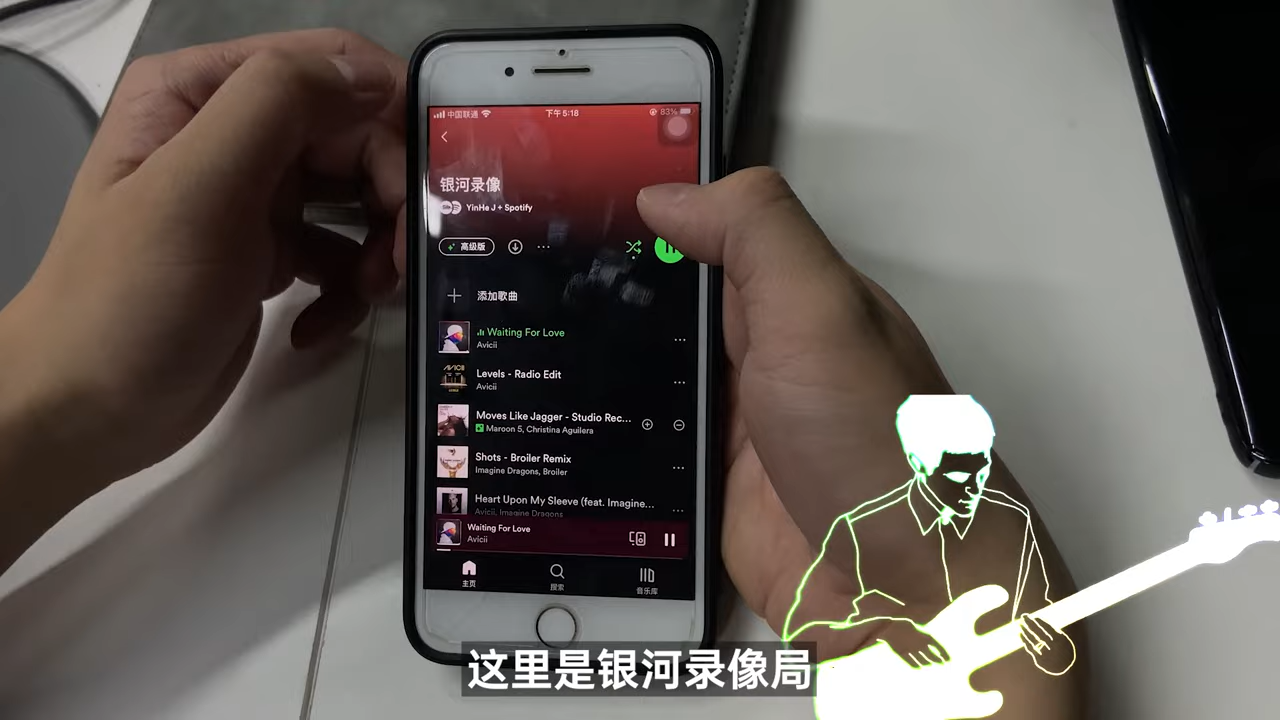 中国联通 下午5:18 83%
银河录像
YinHe J + Spotify
高级版
添加歌曲
Waiting For Love
Avicii
Levels - Radio Edit
Avicii
Moves Like Jagger - Studio Rec...
Maroon 5, Christina Aguilera
Shots - Broiler Remix
Imagine Dragons, Broiler
Heart Upon My Sleeve (feat. Imagine...
Avicii, Imagine Dragons
Waiting For Love
Avicii
主页 搜索 音乐库
这里是银河录像局